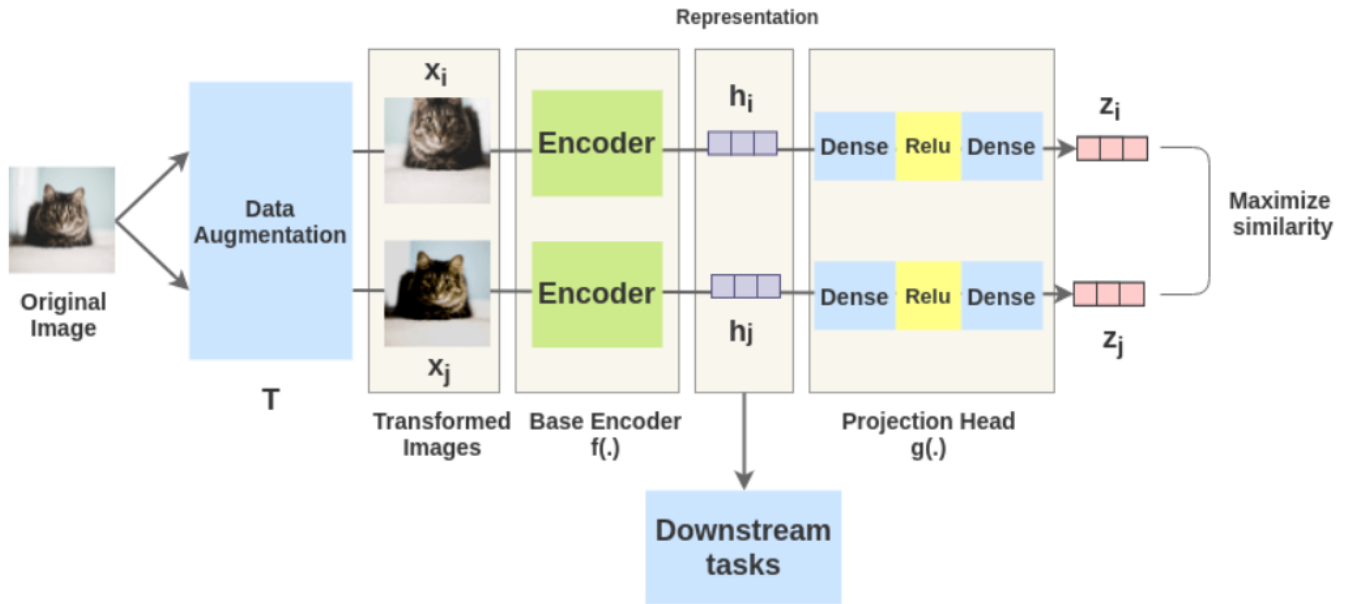 Representation
Original
Image
Data
Augmentation
T
xi
xj
Transformed
Images
Encoder
Encoder
Base Encoder
f(.)
hi
hj
Dense Relu Dense
Dense Relu Dense
Projection Head
g(.)
zi
zj
Maximize
similarity
Downstream
tasks